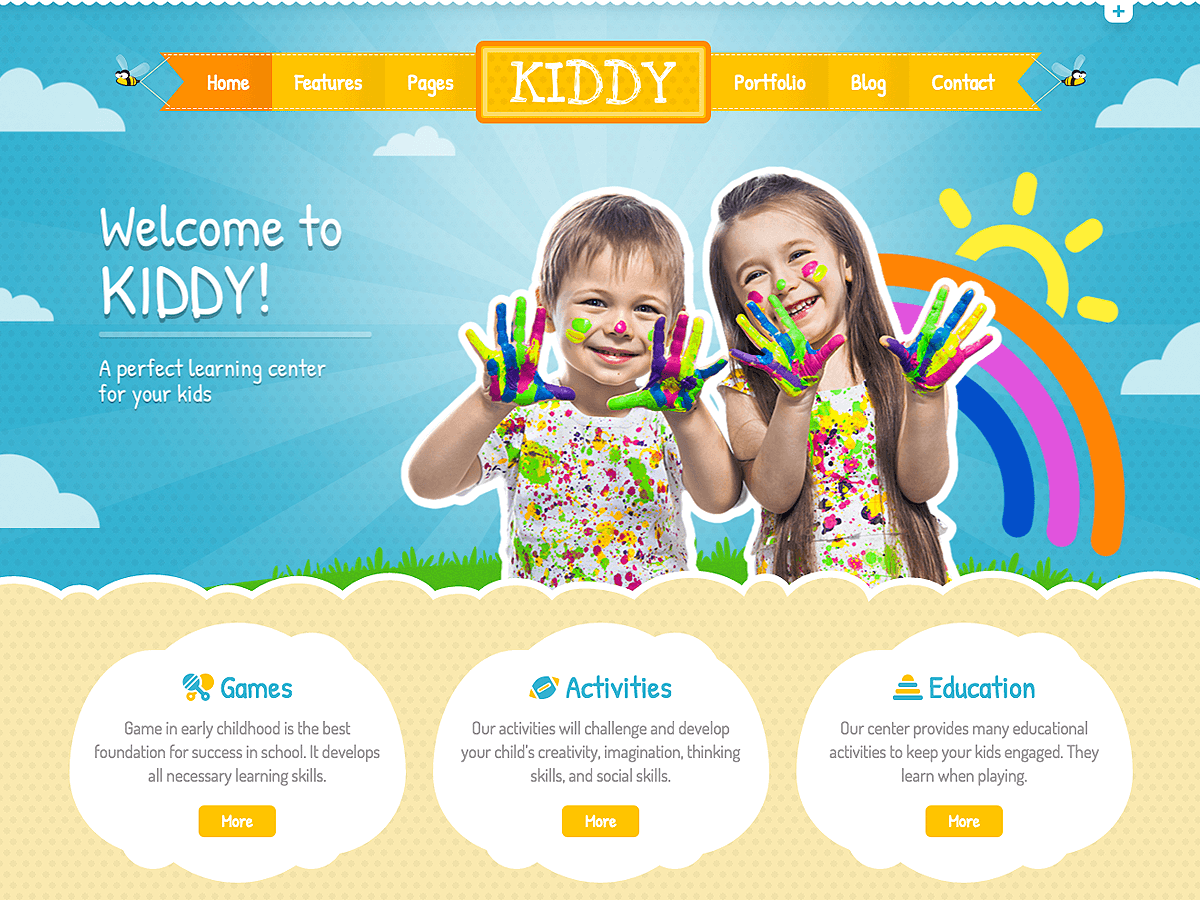 +
Home Features Pages KIDDY Portfolio Blog Contact
Welcome to
KIDDY!
A perfect learning center
for your kids
Games
Game in early childhood is the best
foundation for success in school. It develops
all necessary learning skills.
More
Activities
Our activities will challenge and develop
your child's creativity, imagination, thinking
skills, and social skills.
More
Education
Our center provides many educational
activities to keep your kids engaged. They
learn when playing.
More